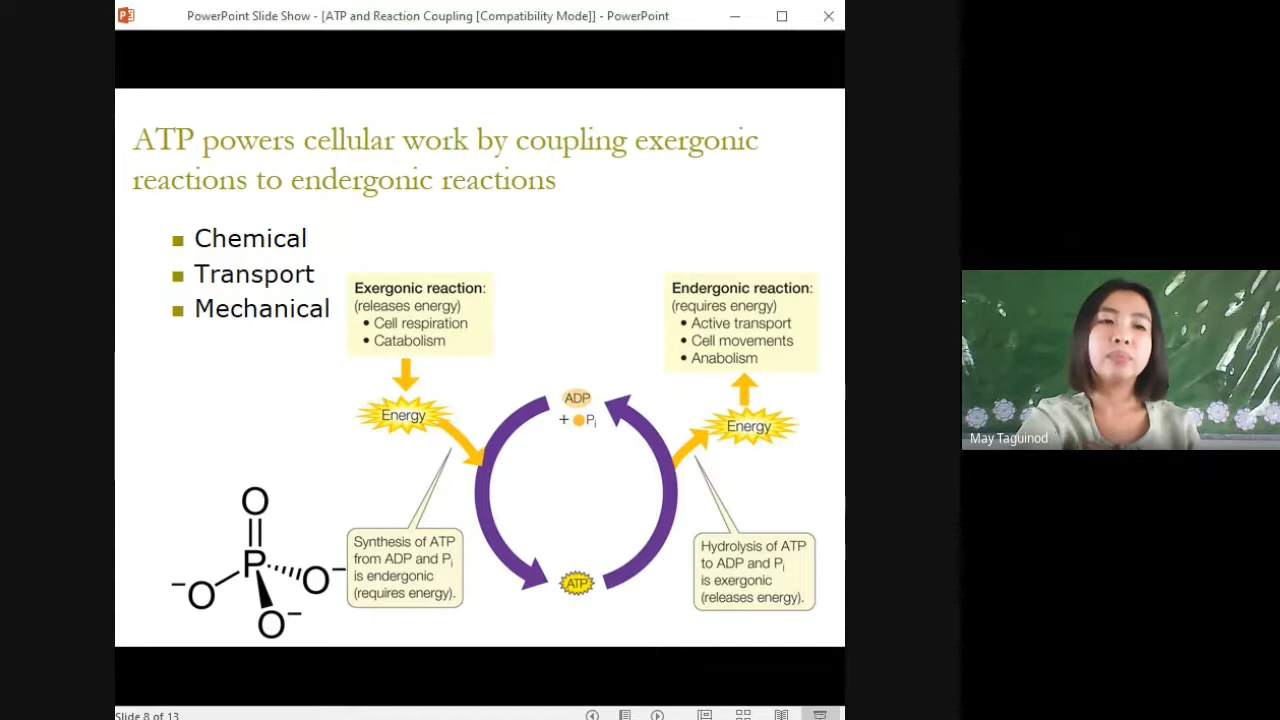 PowerPoint Slide Show - [ATP and Reaction Coupling [Compatibility Mode]] - PowerPoint
ATP powers cellular work by coupling exergonic
reactions to endergonic reactions
Chemical
Transport
Mechanical
Exergonic reaction:
(releases energy)
• Cell respiration
• Catabolism
Energy
Endergonic reaction:
(requires energy)
• Active transport
• Cell movements
• Anabolism
Energy
ADP
+ Pi
ATP
Synthesis of ATP
from ADP and Pi
is endergonic
(requires energy).
Hydrolysis of ATP
to ADP and Pi
is exergonic
(releases energy).
O
P
−O
O−
O−
May Taguinod
Slide 8 of 13